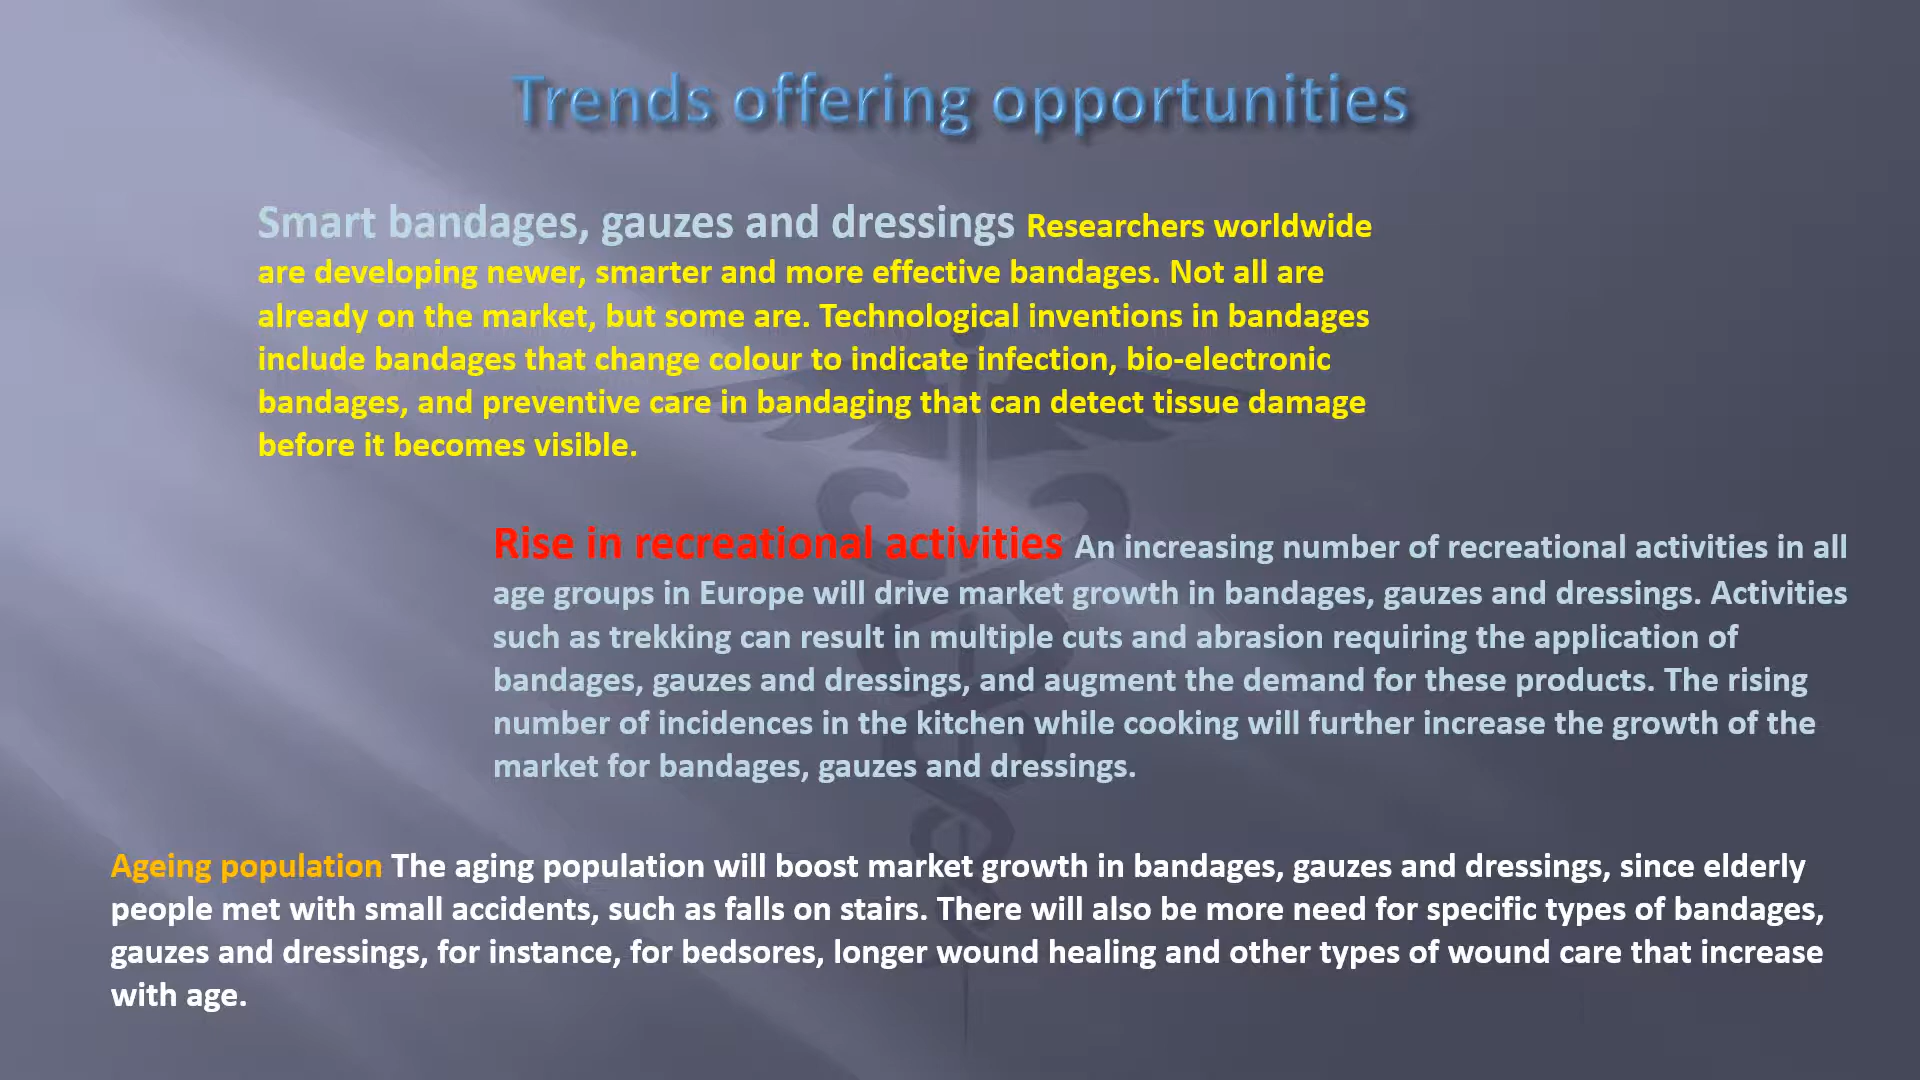 Trends offering opportunities
Smart bandages, gauzes and dressings Researchers worldwide
are developing newer, smarter and more effective bandages. Not all are
already on the market, but some are. Technological inventions in bandages
include bandages that change colour to indicate infection, bio-electronic
bandages, and preventive care in bandaging that can detect tissue damage
before it becomes visible.
Rise in recreational activities An increasing number of recreational activities in all
age groups in Europe will drive market growth in bandages, gauzes and dressings. Activities
such as trekking can result in multiple cuts and abrasion requiring the application of
bandages, gauzes and dressings, and augment the demand for these products. The rising
number of incidences in the kitchen while cooking will further increase the growth of the
market for bandages, gauzes and dressings.
Ageing population The aging population will boost market growth in bandages, gauzes and dressings, since elderly
people met with small accidents, such as falls on stairs. There will also be more need for specific types of bandages,
gauzes and dressings, for instance, for bedsores, longer wound healing and other types of wound care that increase
with age.